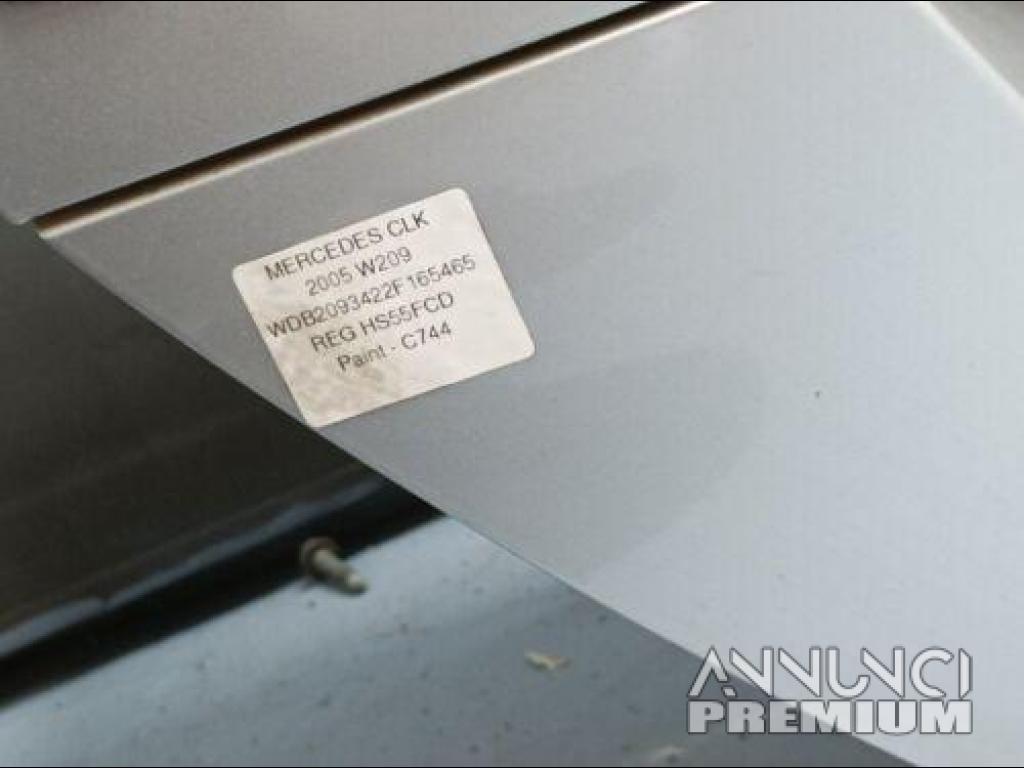 MERCEDES CLK
2005 W209
WDB2093422F165465
REG HS55FCD
Paint - C744
ANNUNCI
PREMIUM